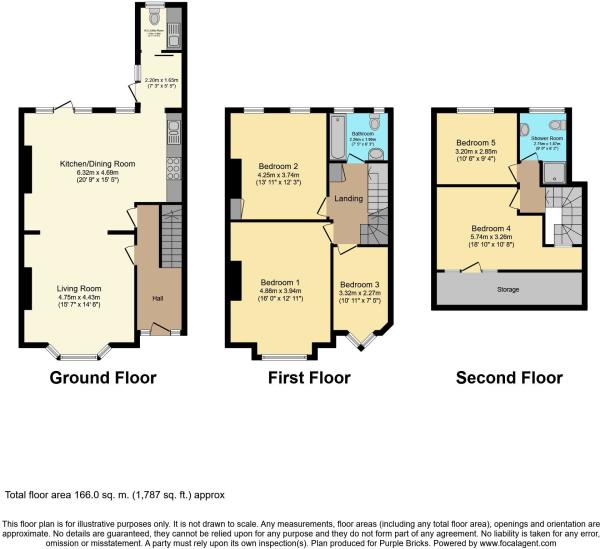 2.20m x 1.65m
(7' 3" x 5' 5")
Kitchen/Dining Room
6.32m x 4.69m
(20' 9" x 15' 5")
Living Room
4.75m x 4.43m
(15' 7" x 14' 6")
Hall
Ground Floor
Bathroom
2.26m x 1.90m
(7' 5" x 6' 3")
Bedroom 2
4.25m x 3.74m
(13' 11" x 12' 3")
Landing
Bedroom 1
4.88m x 3.94m
(16' 0" x 12' 11")
Bedroom 3
3.32m x 2.27m
(10' 11" x 7' 5")
First Floor
Bedroom 5
3.20m x 2.85m
(10' 6" x 9' 4")
Shower Room
2.75m x 1.87m
(9' 0" x 6' 2")
Bedroom 4
5.74m x 3.26m
(18' 10" x 10' 8")
Storage
Second Floor
Total floor area 166.0 sq. m. (1,787 sq. ft.) approx
This floor plan is for illustrative purposes only. It is not drawn to scale. Any measurements, floor areas (including any total floor area), openings and orientation are
approximate. No details are guaranteed, they cannot be relied upon for any purpose and they do not form part of any agreement. No liability is taken for any error,
omission or misstatement. A party must rely upon its own inspection(s). Plan produced for Purple Bricks. Powered by www.focalagent.com